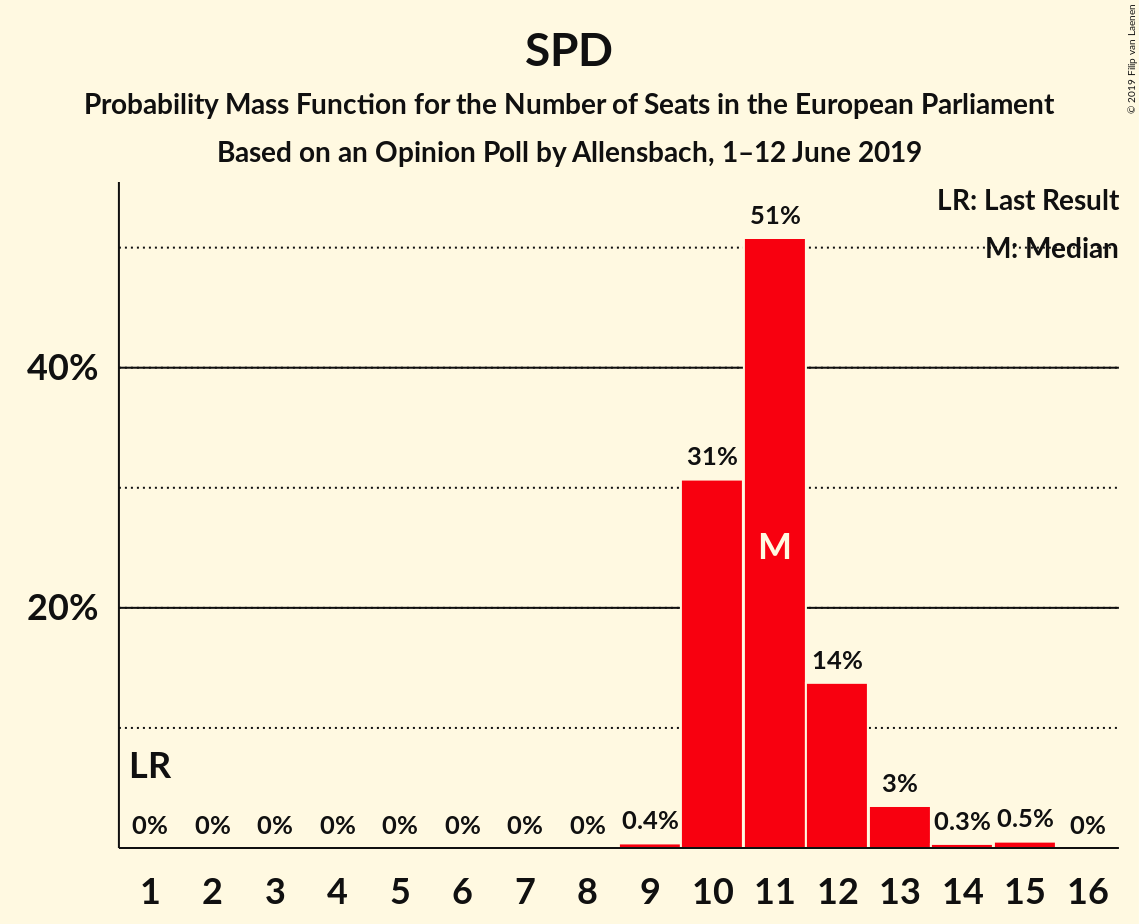 SPD
Probability Mass Function for the Number of Seats in the European Parliament
Based on an Opinion Poll by Allensbach, 1–12 June 2019
© 2019 Filip van Laenen
LR: Last Result
M: Median
51%
40%
31%
M
20%
14%
LR
3%
0% 0% 0% 0% 0% 0% 0% 0% 0.4% 0.3% 0.5% 0%
1 2 3 4 5 6 7 8 9 10 11 12 13 14 15 16